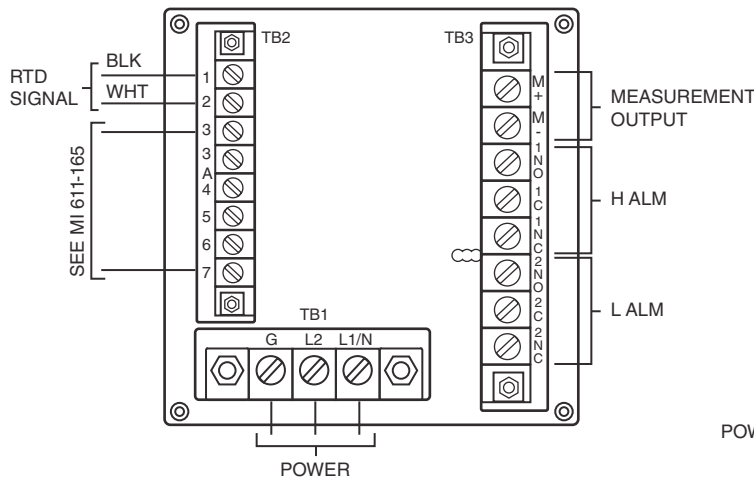 TB2
TB3
RTD
SIGNAL
BLK
WHT
1
2
3
3
A
4
5
6
7
SEE MI 611-165
M
+
M
-
1
N
O
1
C
1
N
C
2
N
O
2
C
2
N
C
MEASUREMENT
OUTPUT
H ALM
L ALM
TB1
G L2 L1/N
POWER
POW